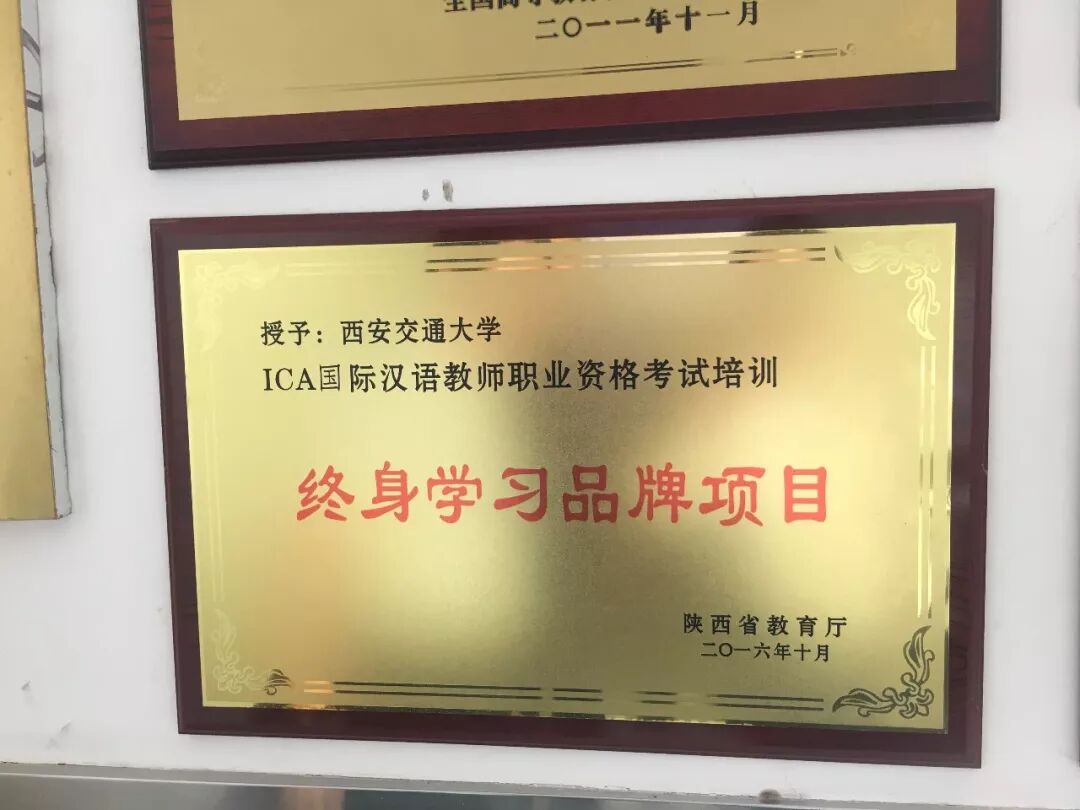 二〇一一年十一月
授予：西安交通大学
ICA国际汉语教师职业资格考试培训
终身学习品牌项目
陕西省教育厅
二〇一六年十月